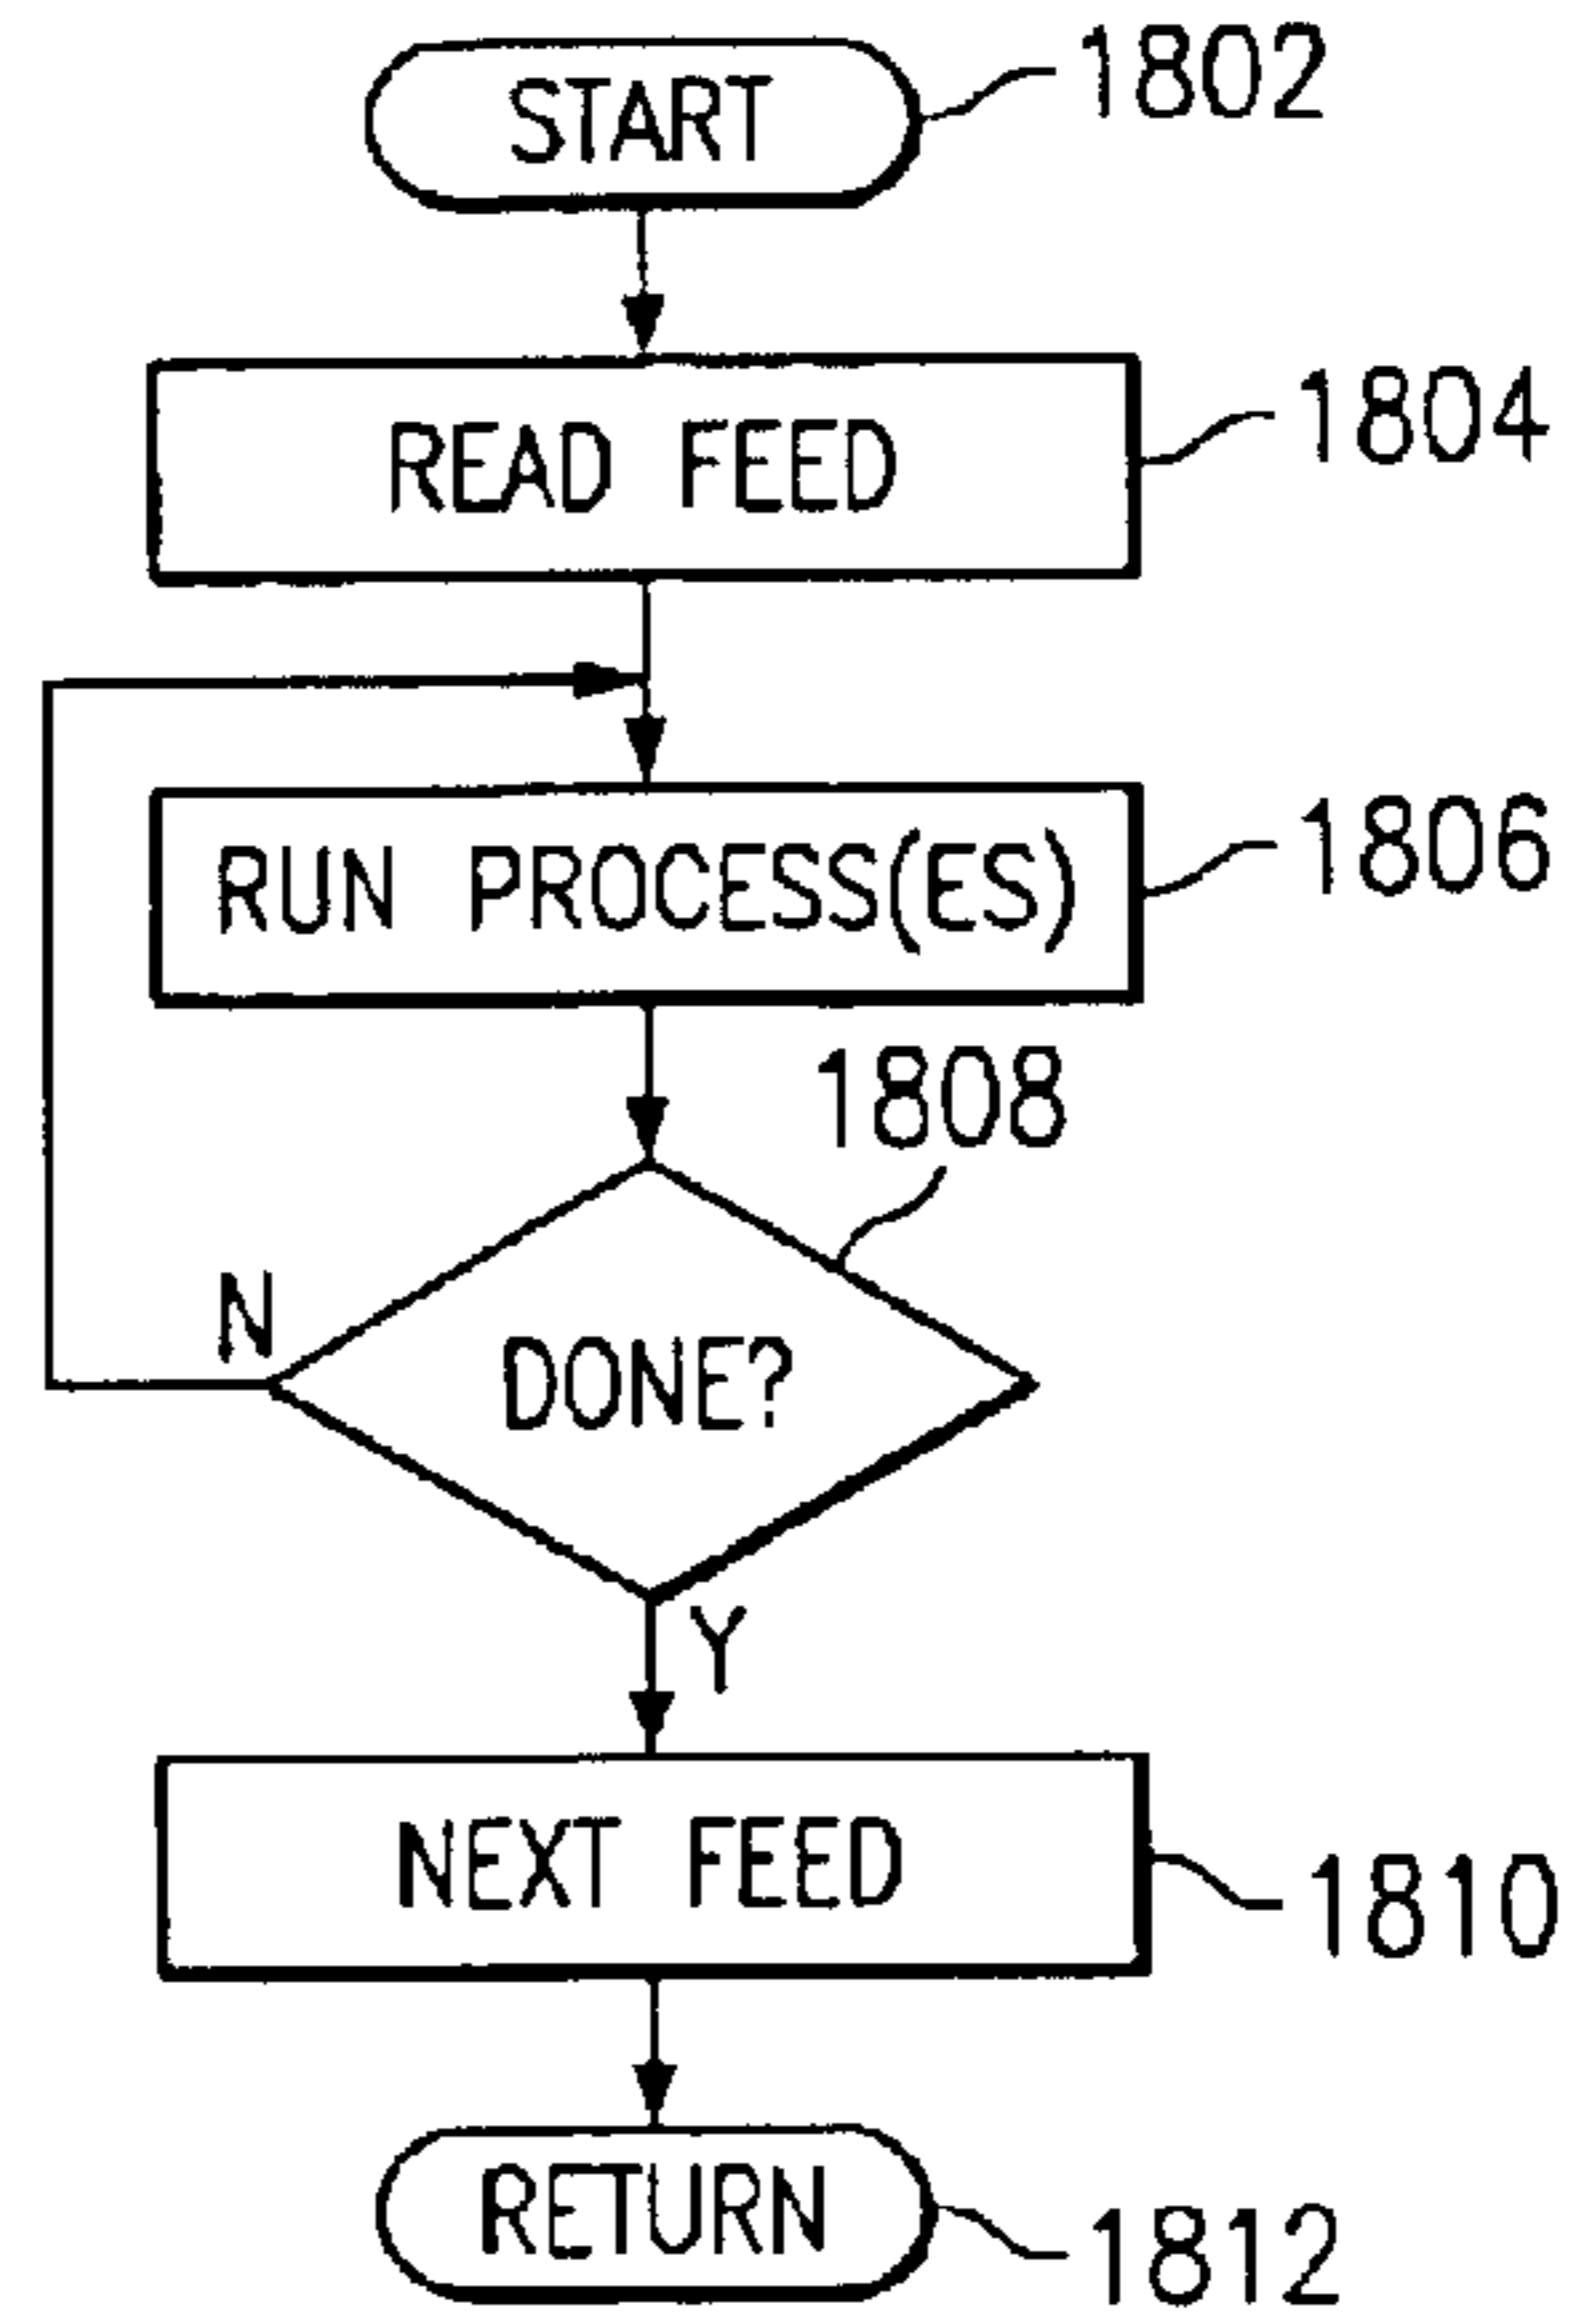 START 1802
READ FEED 1804
RUN PROCESS(ES) 1806
1808
N
DONE?
Y
NEXT FEED 1810
RETURN 1812